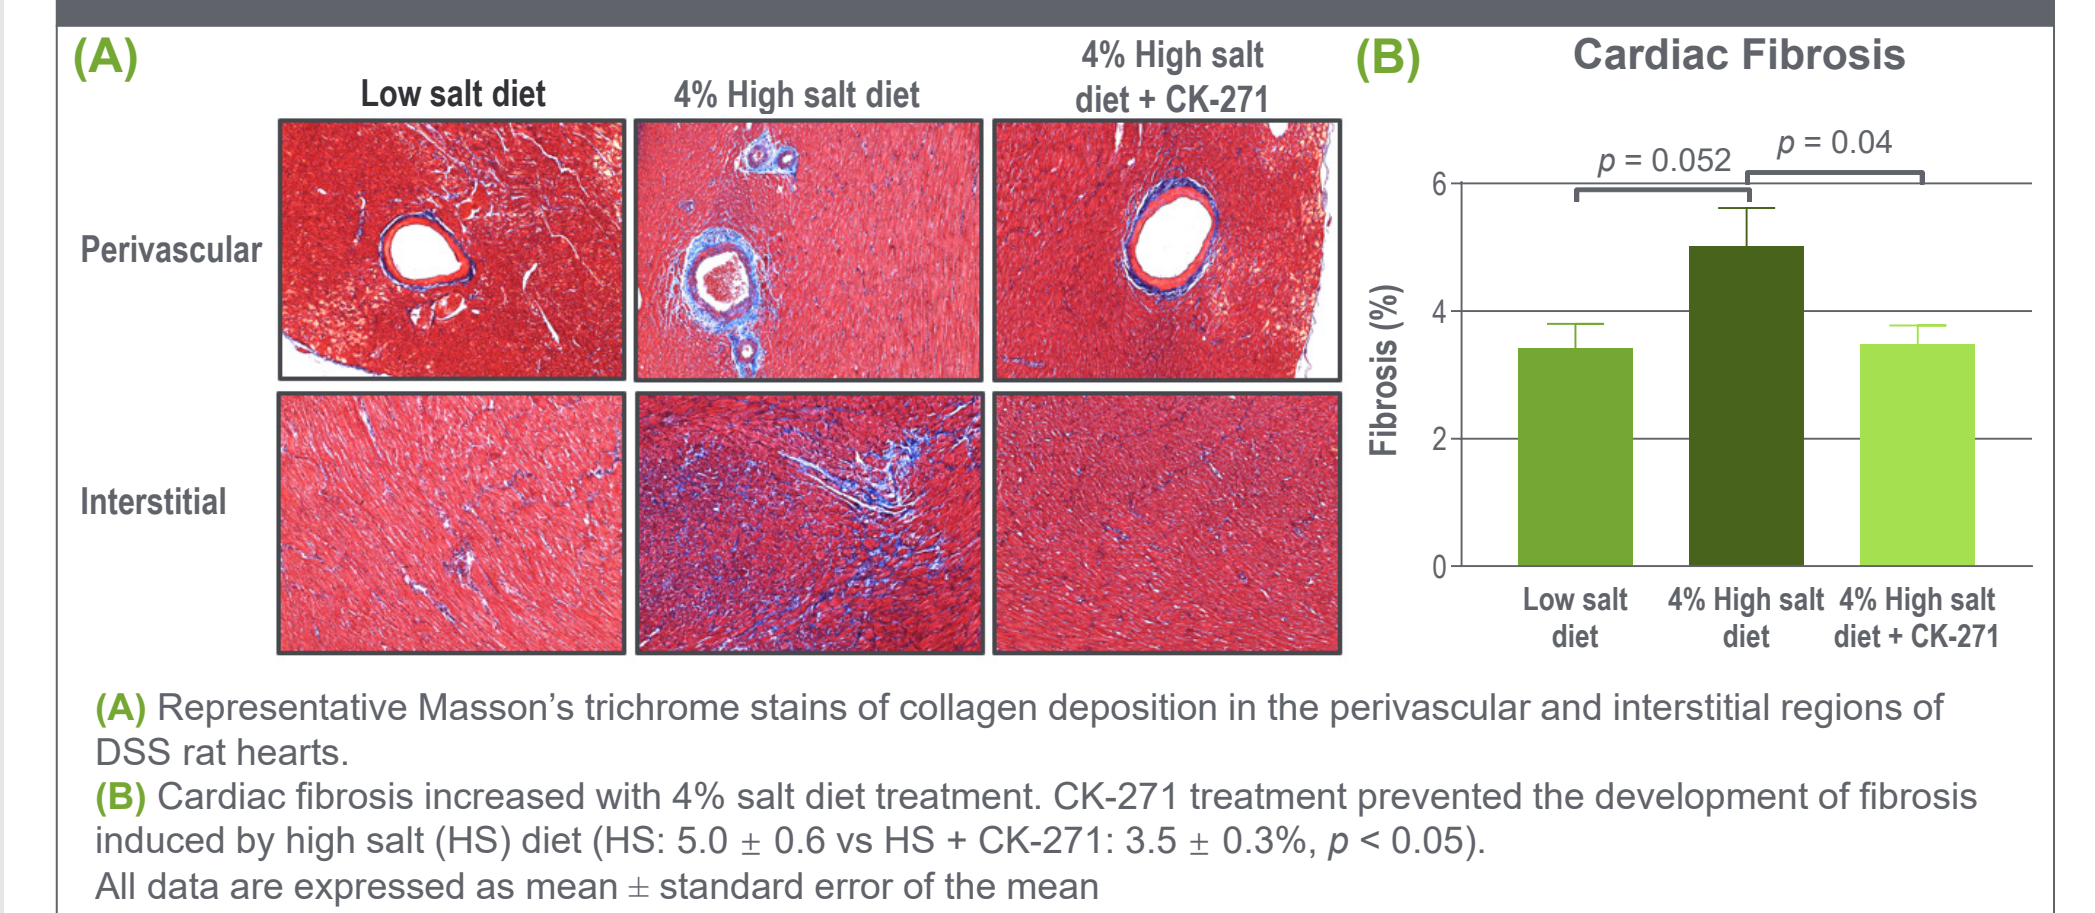 (A)
Low salt diet
4% High salt diet
4% High salt
diet + CK-271
Perivascular
Interstitial
(B)
Cardiac Fibrosis
p = 0.052
p = 0.04
Fibrosis (%)
6
4
2
0
Low salt
diet
4% High salt
diet
4% High salt
diet + CK-271
(A) Representative Masson’s trichrome stains of collagen deposition in the perivascular and interstitial regions of
DSS rat hearts.
(B) Cardiac fibrosis increased with 4% salt diet treatment. CK-271 treatment prevented the development of fibrosis
induced by high salt (HS) diet (HS: 5.0 ± 0.6 vs HS + CK-271: 3.5 ± 0.3%, p < 0.05).
All data are expressed as mean ± standard error of the mean